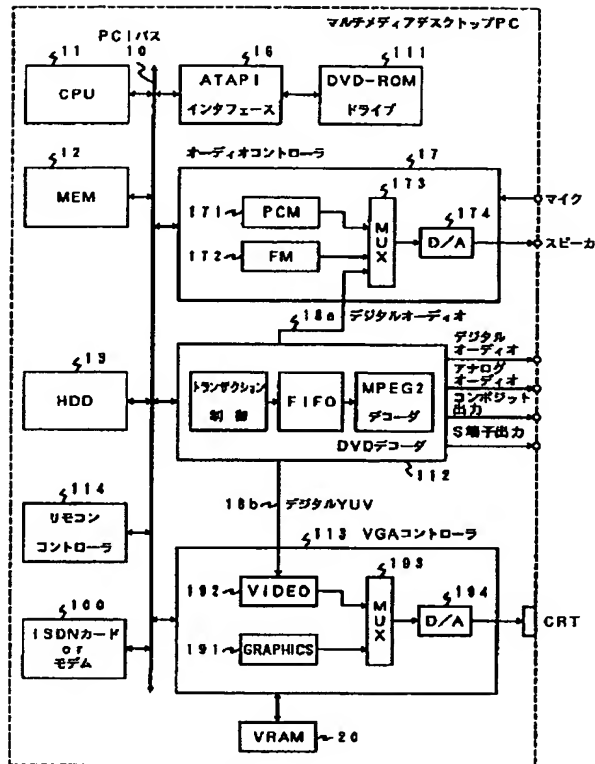 マルチメディアデスクトップPC
PCIバス
10
11
CPU
16
ATAPI
インタフェース
111
DVD-ROM
ドライブ
12
MEM
オーディオコントローラ
17
171
PCM
172
FM
173
MUX
174
D/A
マイク
スピーカ
18a
デジタルオーディオ
13
HDD
トランザクション
制御
FIFO
MPEG2
デコーダ
DVDデコーダ
112
デジタル
オーディオ
アナログ
オーディオ
コンポジット
出力
S端子出力
18b
デジタルYUV
114
リモコン
コントローラ
113
VGAコントローラ
192
VIDEO
191
GRAPHICS
193
MUX
194
D/A
CRT
100
ISDNカード
or
モデム
VRAM
20